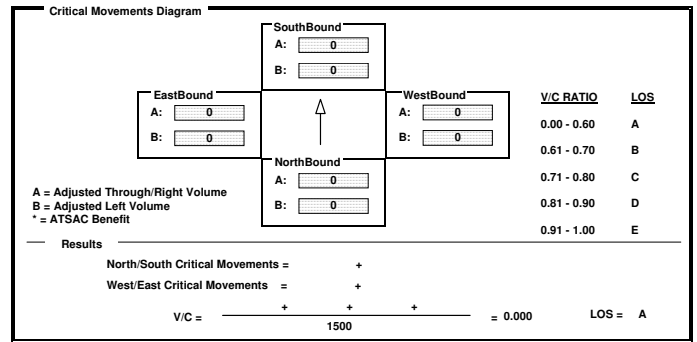 Critical Movements Diagram
SouthBound
A: 0
B: 0
EastBound
A: 0
B: 0
WestBound
A: 0
B: 0
NorthBound
A: 0
B: 0
V/C RATIO LOS
0.00 - 0.60 A
0.61 - 0.70 B
0.71 - 0.80 C
0.81 - 0.90 D
0.91 - 1.00 E
A = Adjusted Through/Right Volume
B = Adjusted Left Volume
* = ATSAC Benefit
Results
North/South Critical Movements = +
West/East Critical Movements = +
+ + +
V/C = = 0.000 LOS = A
1500